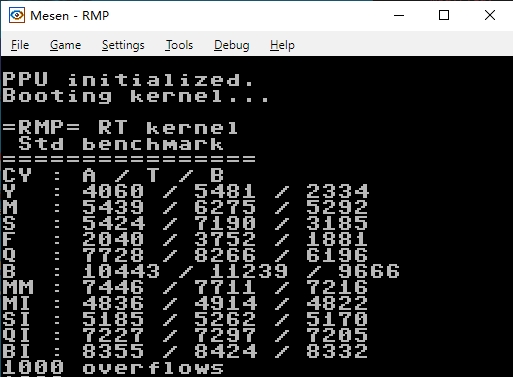 Mesen - RMP
File Game Settings Tools Debug Help
PPU initialized.
Booting kernel...
=RMP= RT kernel
Std benchmark
==================
CY : A / T / B
Y : 4060 / 5481 / 2334
M : 5439 / 6275 / 5292
S : 5424 / 7190 / 3185
F : 2040 / 3752 / 1881
Q : 7728 / 8266 / 6196
B : 10443 / 11239 / 9666
MM : 7446 / 7711 / 7216
MI : 4836 / 4914 / 4822
SI : 5185 / 5262 / 5170
QI : 7227 / 7297 / 7205
BI : 8355 / 8424 / 8332
1000 overflows